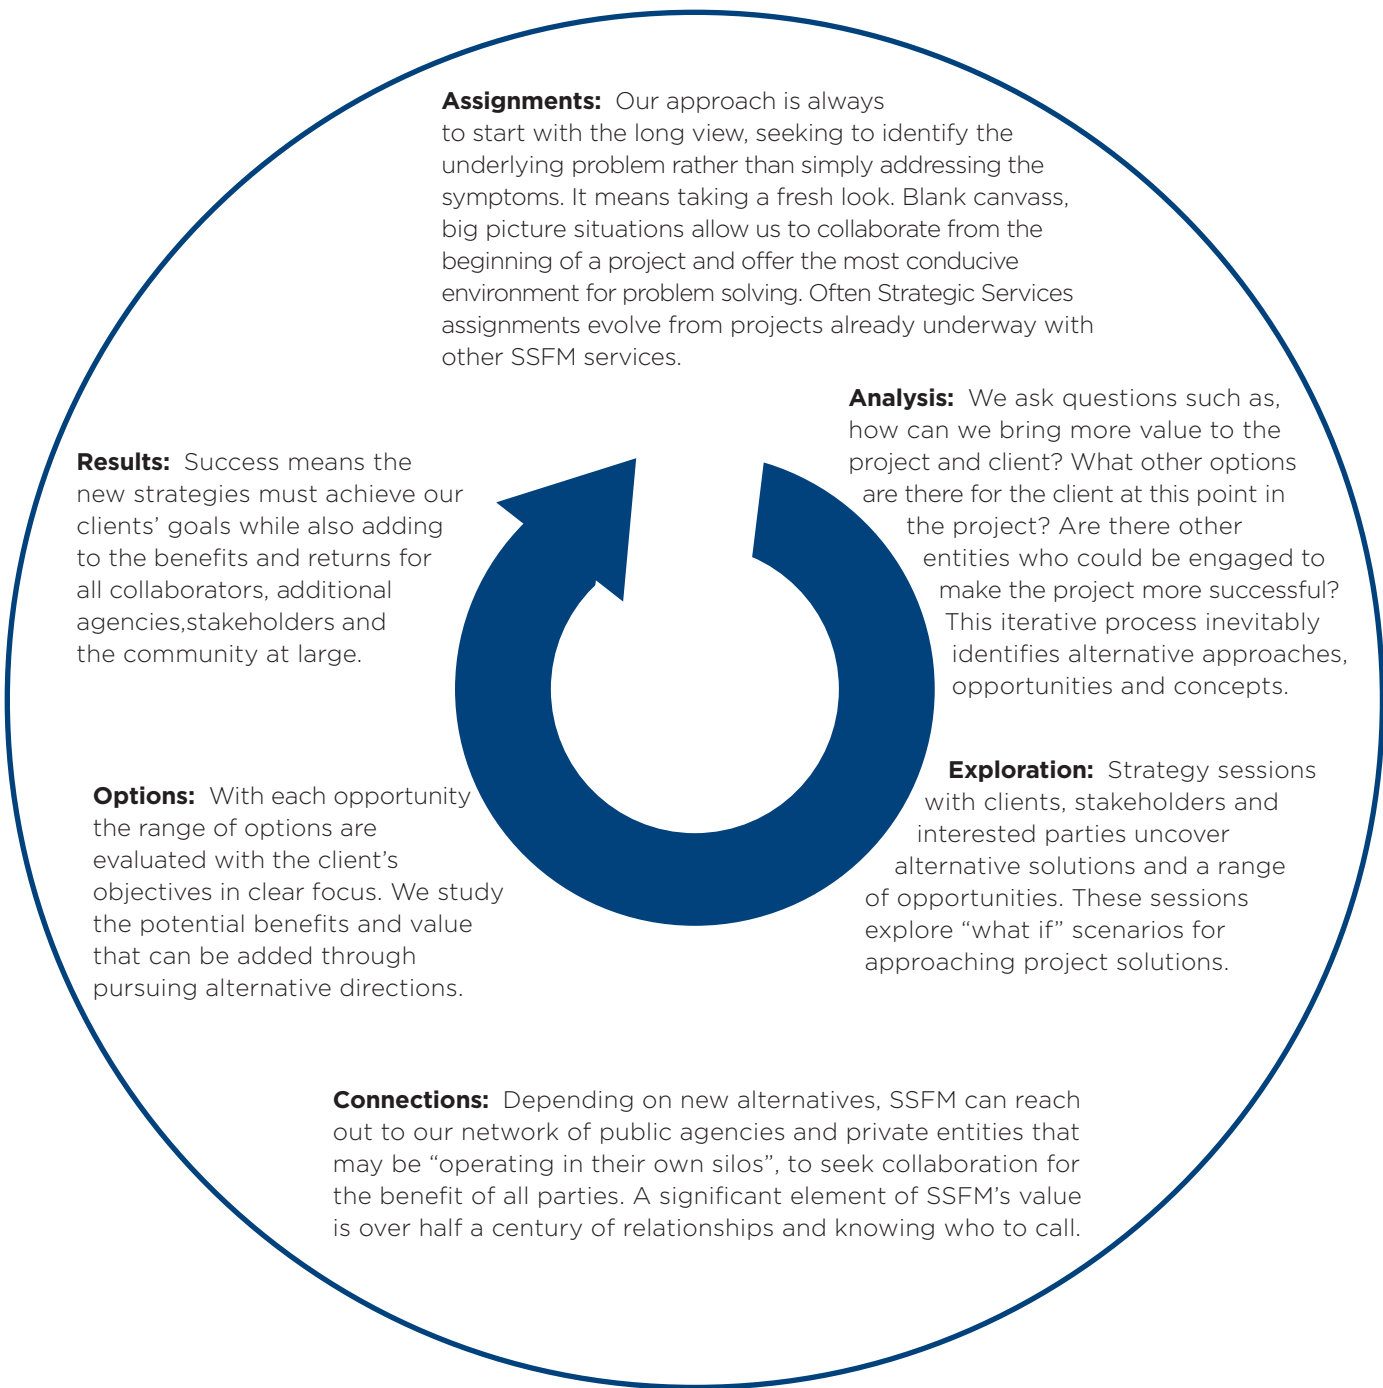 Assignments: Our approach is always
to start with the long view, seeking to identify the
underlying problem rather than simply addressing the
symptoms. It means taking a fresh look. Blank canvass,
big picture situations allow us to collaborate from the
beginning of a project and offer the most conducive
environment for problem solving. Often Strategic Services
assignments evolve from projects already underway with
other SSFM services.
Analysis: We ask questions such as,
how can we bring more value to the
project and client? What other options
are there for the client at this point in
the project? Are there other
entities who could be engaged to
make the project more successful?
This iterative process inevitably
identifies alternative approaches,
opportunities and concepts.
Exploration: Strategy sessions
with clients, stakeholders and
interested parties uncover
alternative solutions and a range
of opportunities. These sessions
explore “what if” scenarios for
approaching project solutions.
Connections: Depending on new alternatives, SSFM can reach
out to our network of public agencies and private entities that
may be “operating in their own silos”, to seek collaboration for
the benefit of all parties. A significant element of SSFM’s value
is over half a century of relationships and knowing who to call.
Options: With each opportunity
the range of options are
evaluated with the client’s
objectives in clear focus. We study
the potential benefits and value
that can be added through
pursuing alternative directions.
Results: Success means the
new strategies must achieve our
clients’ goals while also adding
to the benefits and returns for
all collaborators, additional
agencies,stakeholders and
the community at large.